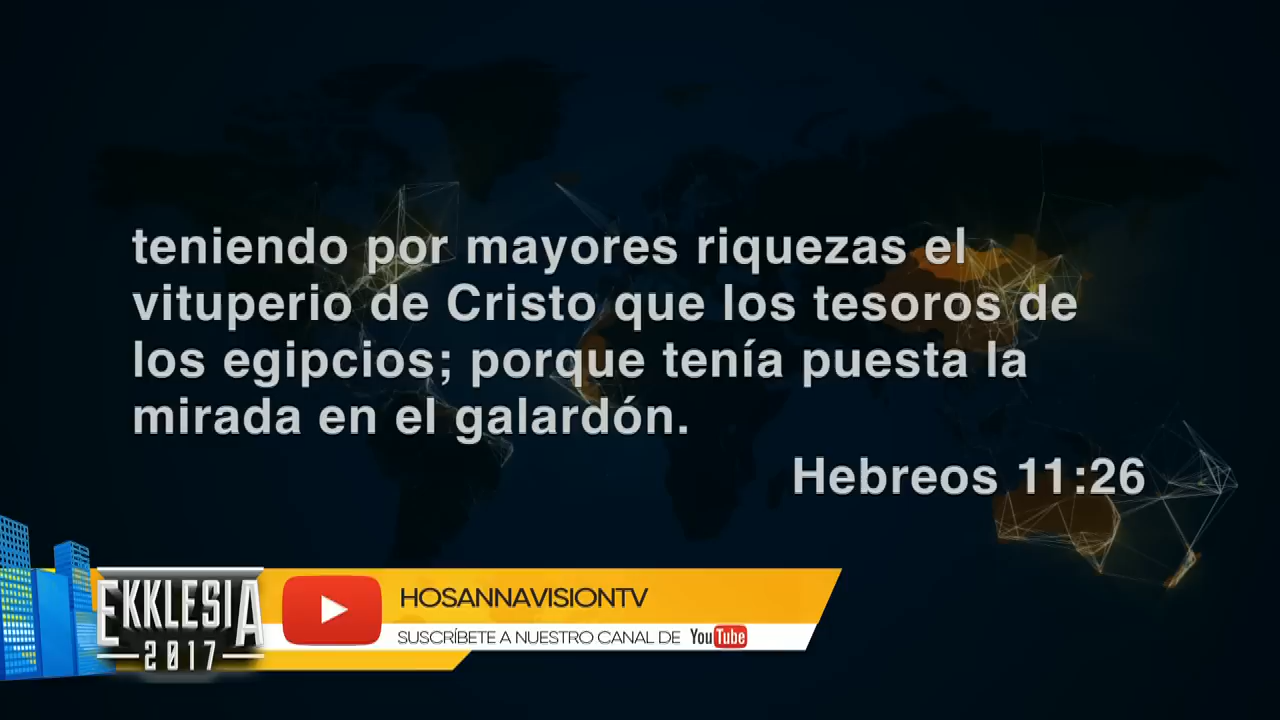 teniendo por mayores riquezas el
vituperio de Cristo que los tesoros de
los egipcios; porque tenía puesta la
mirada en el galardón.
Hebreos 11:26
EKKLESIA
2017
HOSANNAVISIONTV
SUSCRÍBETE A NUESTRO CANAL DE YouTube